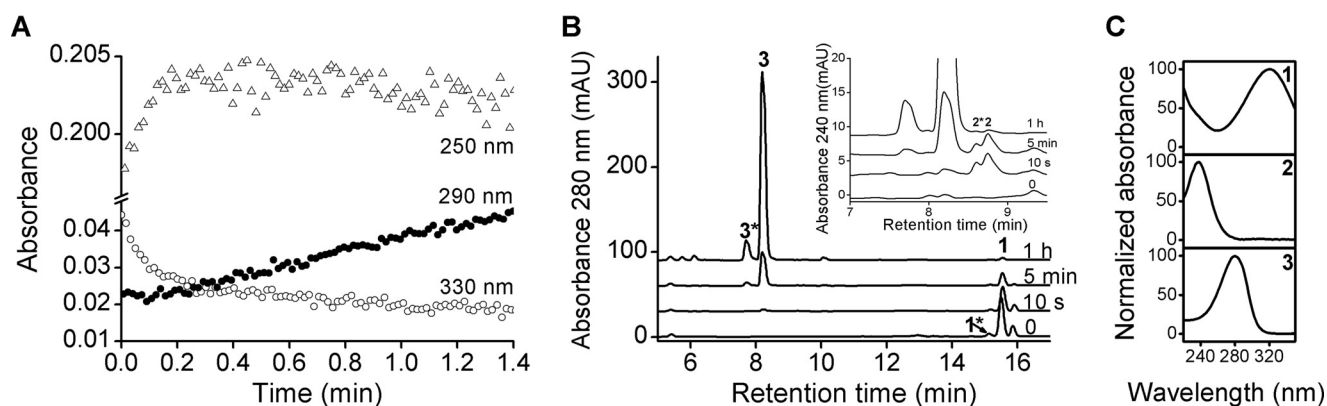 A
Absorbance
0.205
0.200
0.04
0.03
0.02
0.01
250 nm
290 nm
330 nm
0.0 0.2 0.4 0.6 0.8 1.0 1.2 1.4
Time (min)
B
Absorbance 280 nm (mAU)
300
200
100
0
3
3*
1
1*
1 h
5 min
10 s
0
6 8 10 12 14 16
Retention time (min)
Absorbance 240 nm(mAU)
20
15
10
5
0
2*2
1 h
5 min
10 s
0
7 8 9
Retention time (min)
C
Normalized absorbance
100
50
1
100
50
0
2
100
50
0
3
240 280 320
Wavelength (nm)